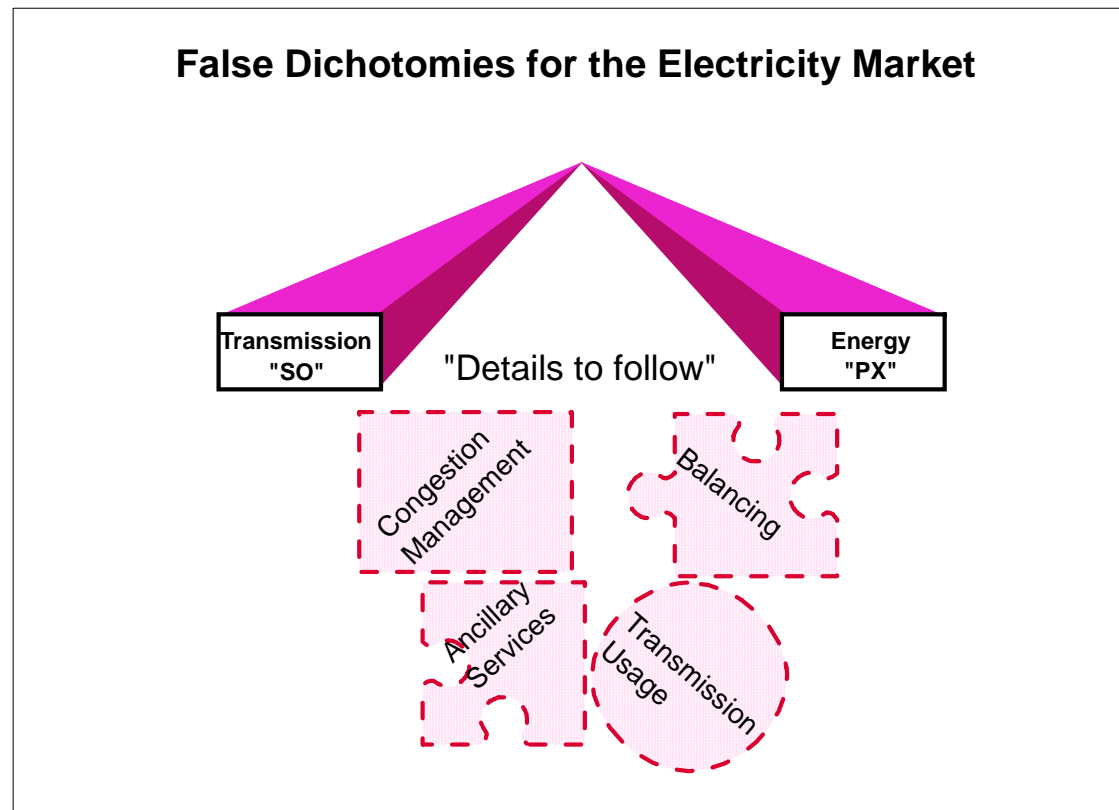 False Dichotomies for the Electricity Market
Transmission
"SO"
Energy
"PX"
"Details to follow"
Congestion
Management
Balancing
Ancillary
Services
Transmission
Usage